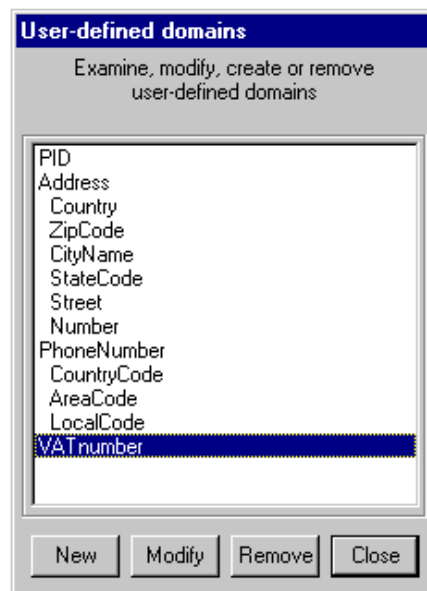 User-defined domains
Examine, modify, create or remove
user-defined domains
PID
Address
Country
ZipCode
CityName
StateCode
Street
Number
PhoneNumber
CountryCode
AreaCode
LocalCode
VATnumber
New Modify Remove Close